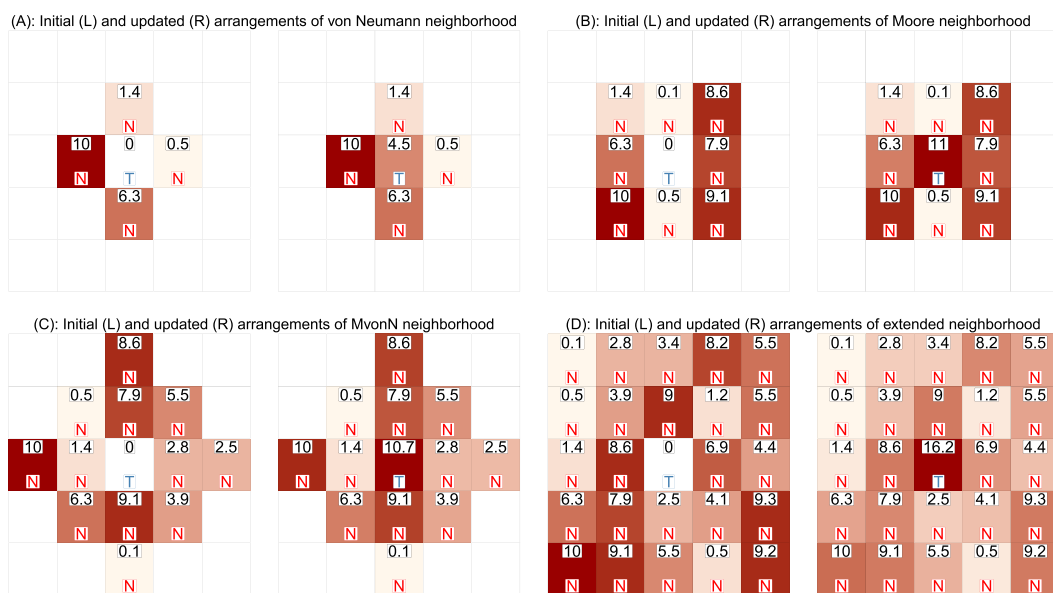 (A): Initial (L) and updated (R) arrangements of von Neumann neighborhood
1.4
N
10 0 0.5
N T N
6.3
N
1.4
N
10 4.5 0.5
N T N
6.3
N
(B): Initial (L) and updated (R) arrangements of Moore neighborhood
1.4 0.1 8.6
N N N
6.3 0 7.9
N T N
10 0.5 9.1
N N N
1.4 0.1 8.6
N N N
6.3 11 7.9
N T N
10 0.5 9.1
N N N
(C): Initial (L) and updated (R) arrangements of MvonN neighborhood
8.6
N
0.5 7.9 5.5
N N N
10 1.4 0 2.8 2.5
N N T N N
6.3 9.1 3.9
N N N
0.1
N
8.6
N
0.5 7.9 5.5
N N N
10 1.4 10.7 2.8 2.5
N N T N N
6.3 9.1 3.9
N N N
0.1
N
(D): Initial (L) and updated (R) arrangements of extended neighborhood
0.1 2.8 3.4 8.2 5.5
N N N N N
0.5 3.9 9 1.2 5.5
N N N N N
1.4 8.6 0 6.9 4.4
N N T N N
6.3 7.9 2.5 4.1 9.3
N N N N N
10 9.1 5.5 0.5 9.2
N N N N N
0.1 2.8 3.4 8.2 5.5
N N N N N
0.5 3.9 9 1.2 5.5
N N N N N
1.4 8.6 16.2 6.9 4.4
N N T N N
6.3 7.9 2.5 4.1 9.3
N N N N N
10 9.1 5.5 0.5 9.2
N N N N N